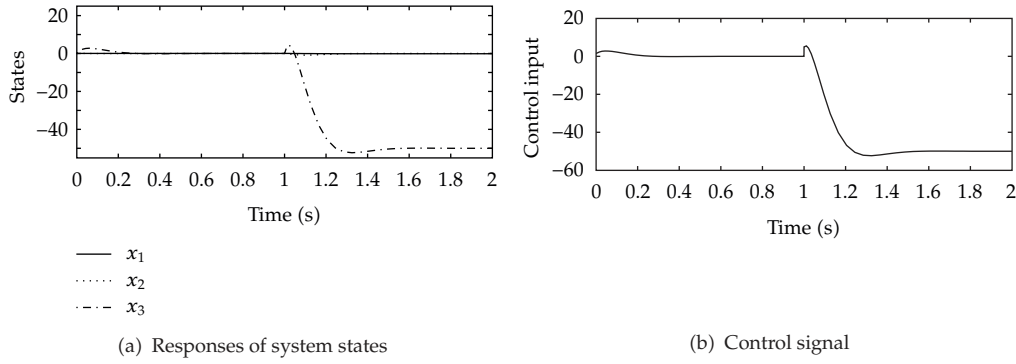 20
0
−20
−40
States
0 0.2 0.4 0.6 0.8 1 1.2 1.4 1.6 1.8 2
Time (s)
x1
x2
x3
(a) Responses of system states
20
0
−20
−40
−60
Control input
0 0.2 0.4 0.6 0.8 1 1.2 1.4 1.6 1.8 2
Time (s)
(b) Control signal